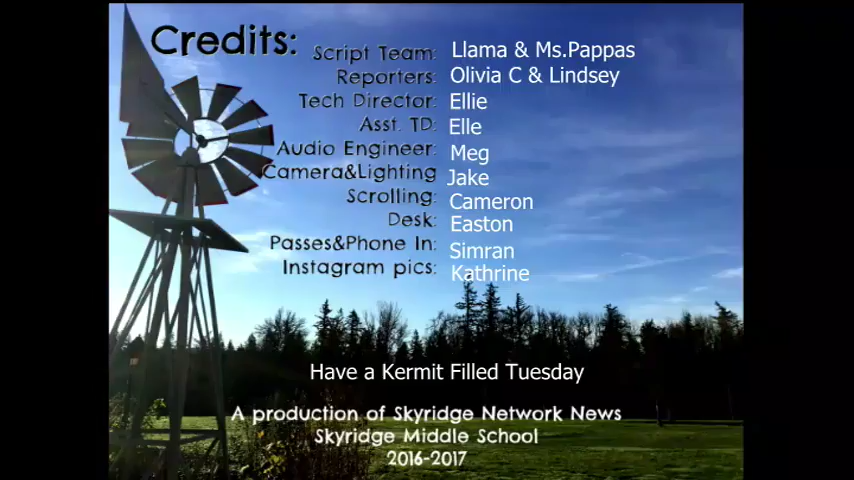 Credits:
Script Team: Llama & Ms.Pappas
Reporters: Olivia C & Lindsey
Tech Director: Ellie
Asst. TD: Elle
Audio Engineer: Meg
Camera&Lighting Jake
Scrolling: Cameron
Desk: Easton
Passes&Phone In: Simran
Instagram pics: Kathrine
Have a Kermit Filled Tuesday
A production of Skyridge Network News
Skyridge Middle School
2016-2017